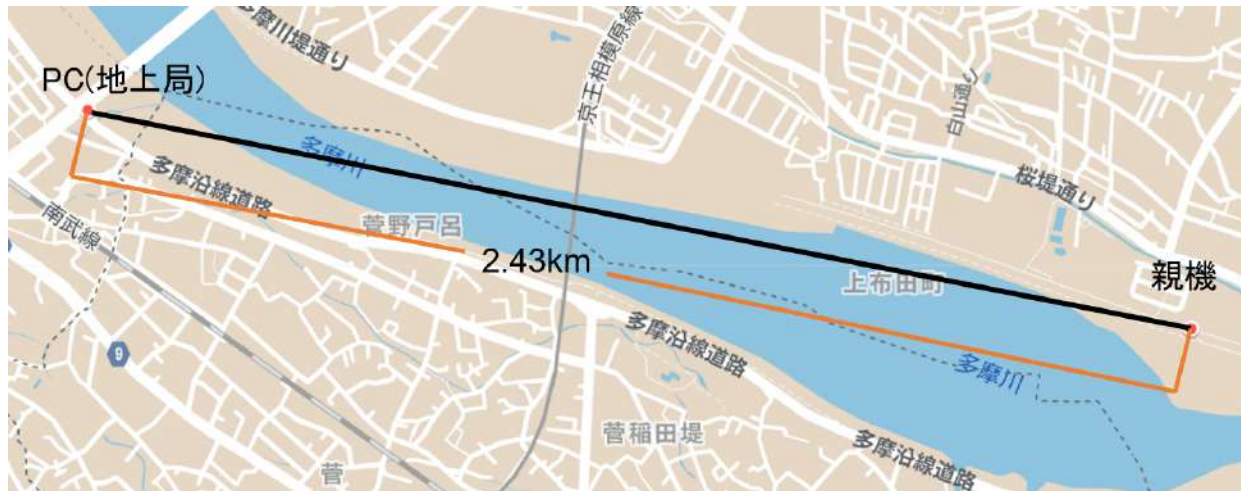 多摩川堤通り
京王相模原線
PC(地上局)
白山通り
多摩川
多摩沿線道路
桜堤通り
南武線
菅野戸呂
2.43km
上布田町
親機
9
多摩沿線道路
多摩川
菅稲田堤
菅
多摩沿線道路